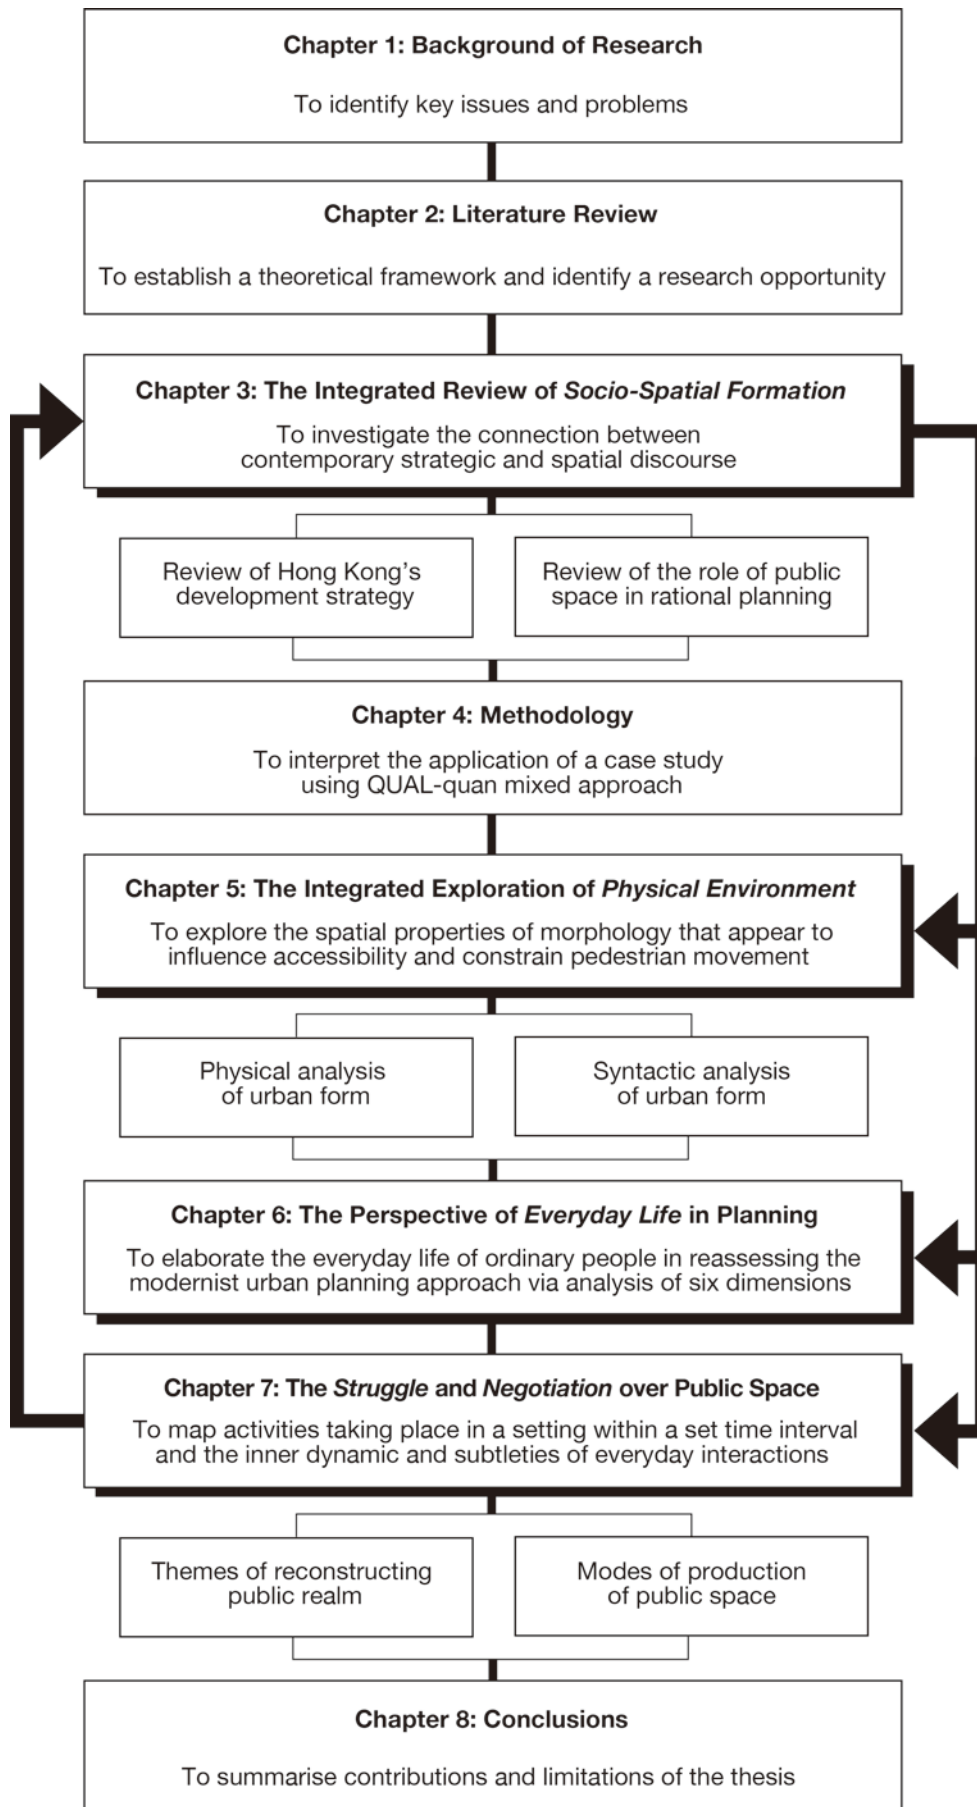 Chapter 1: Background of Research
To identify key issues and problems
Chapter 2: Literature Review
To establish a theoretical framework and identify a research opportunity
Chapter 3: The Integrated Review of Socio-Spatial Formation
To investigate the connection between
contemporary strategic and spatial discourse
Review of Hong Kong’s
development strategy
Review of the role of public
space in rational planning
Chapter 4: Methodology
To interpret the application of a case study
using QUAL-quan mixed approach
Chapter 5: The Integrated Exploration of Physical Environment
To explore the spatial properties of morphology that appear to
influence accessibility and constrain pedestrian movement
Physical analysis
of urban form
Syntactic analysis
of urban form
Chapter 6: The Perspective of Everyday Life in Planning
To elaborate the everyday life of ordinary people in reassessing the
modernist urban planning approach via analysis of six dimensions
Chapter 7: The Struggle and Negotiation over Public Space
To map activities taking place in a setting within a set time interval
and the inner dynamic and subtleties of everyday interactions
Themes of reconstructing
public realm
Modes of production
of public space
Chapter 8: Conclusions
To summarise contributions and limitations of the thesis